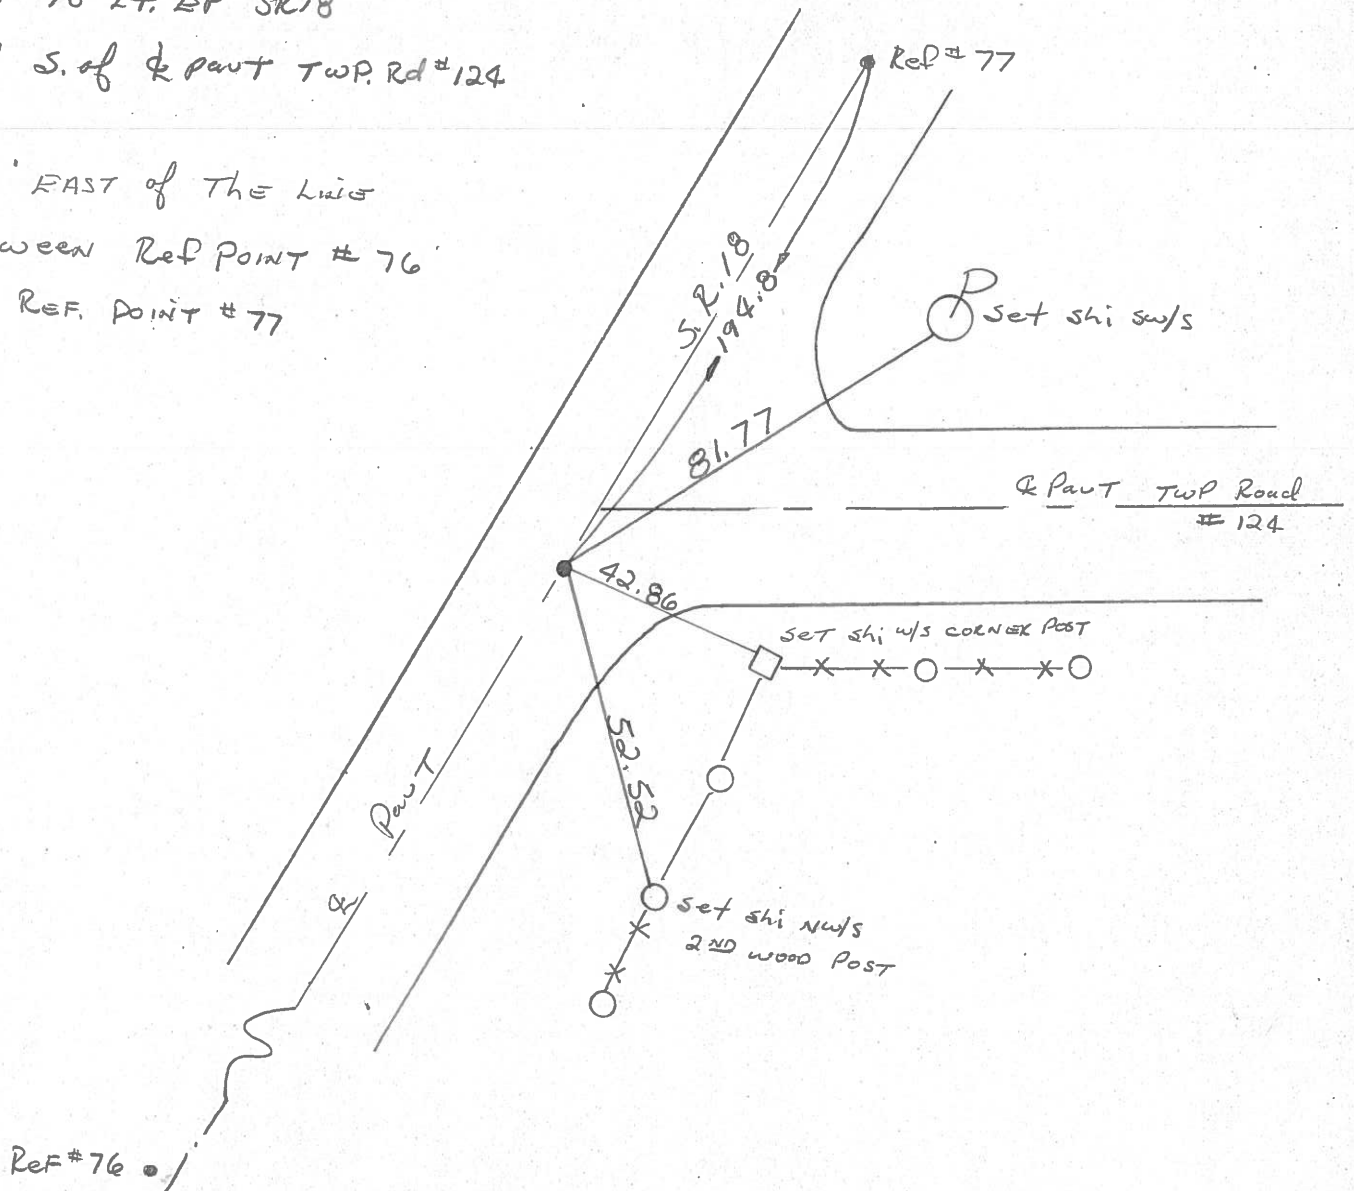 SR18
S. of ℄ pavT TWP. Rd #124
EAST of ThE LiniE
ween Ref PoinT # 76
REF. Point # 77
Ref # 77
S.R. 18
194.8
P
Set shi sw/s
81.77
℄ PavT TWP Road
# 124
42.86
SeT shi w/s CORNER POST
52.52
PavT
℄
Set shi NW/s
2ND WOOD POST
REF #76